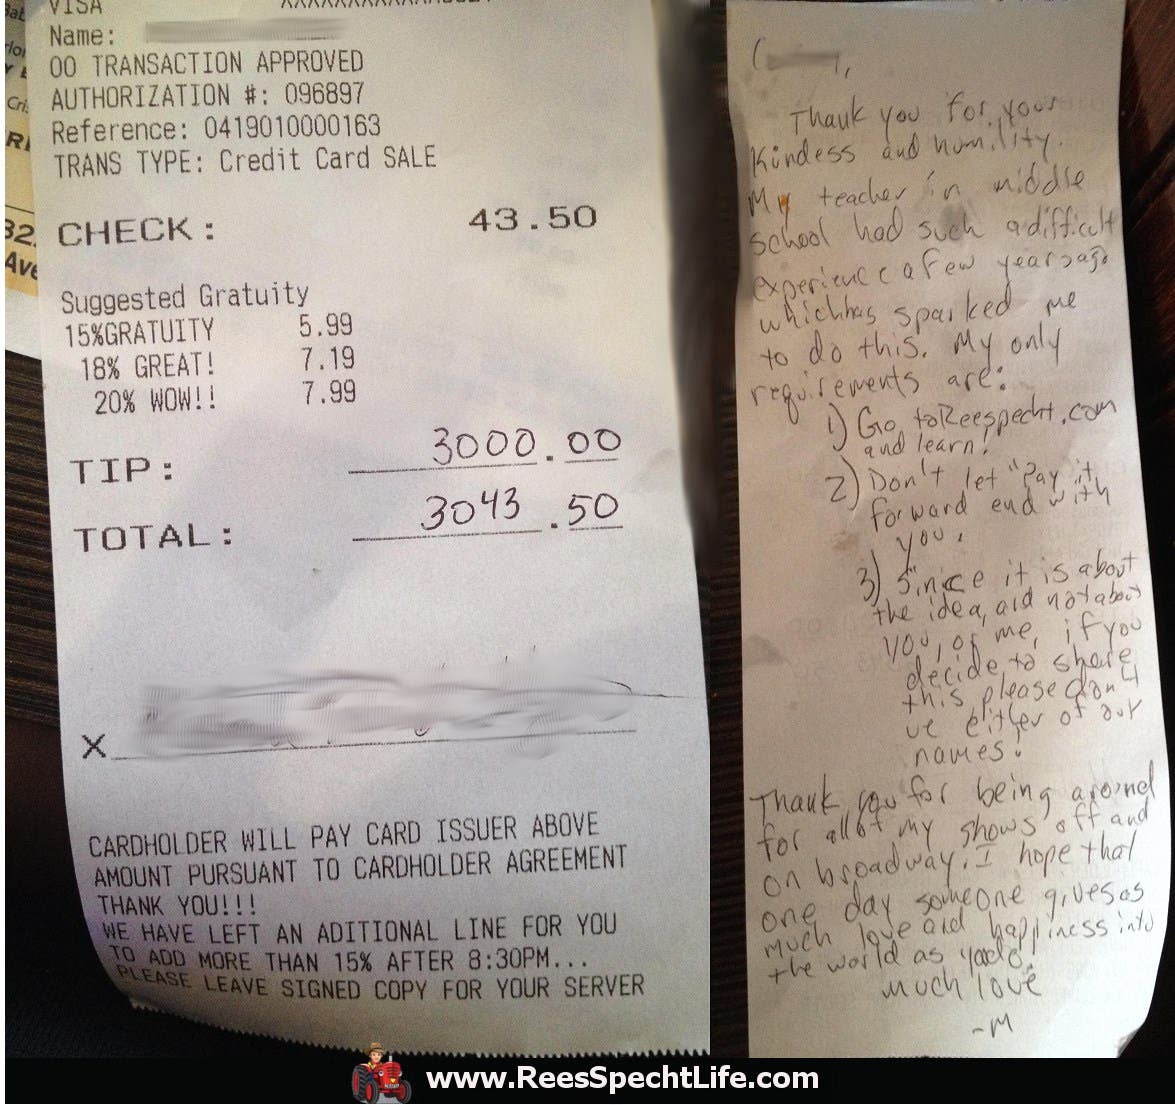 VISA
Name:
00 TRANSACTION APPROVED
AUTHORIZATION #: 096897
Reference: 0419010000163
TRANS TYPE: Credit Card SALE
CHECK: 43.50
Suggested Gratuity
15%GRATUITY 5.99
18% GREAT! 7.19
20% WOW!! 7.99
TIP: 3000.00
TOTAL: 3043.50
X
CARDHOLDER WILL PAY CARD ISSUER ABOVE
AMOUNT PURSUANT TO CARDHOLDER AGREEMENT
THANK YOU!!!
WE HAVE LEFT AN ADITIONAL LINE FOR YOU
TO ADD MORE THAN 15% AFTER 8:30PM...
PLEASE LEAVE SIGNED COPY FOR YOUR SERVER
Thank you for your
Kindess and humility.
My teacher in middle
school had such a difficult
experience a few years ago
which has sparked me
to do this. My only
requirements are:
1) Go to Reespecht.com
and learn!
2) Don't let "Pay it
forward end with
you.
3) Since it is about
the idea, and not about
you, or me, if you
decide to share
this please don't
use either of our
names!
Thank you for being around
for all of my shows off and
on broadway. I hope that
one day someone gives as
much love and happiness into
the world as you do.
much love
~M
www.ReesSpechtLife.com